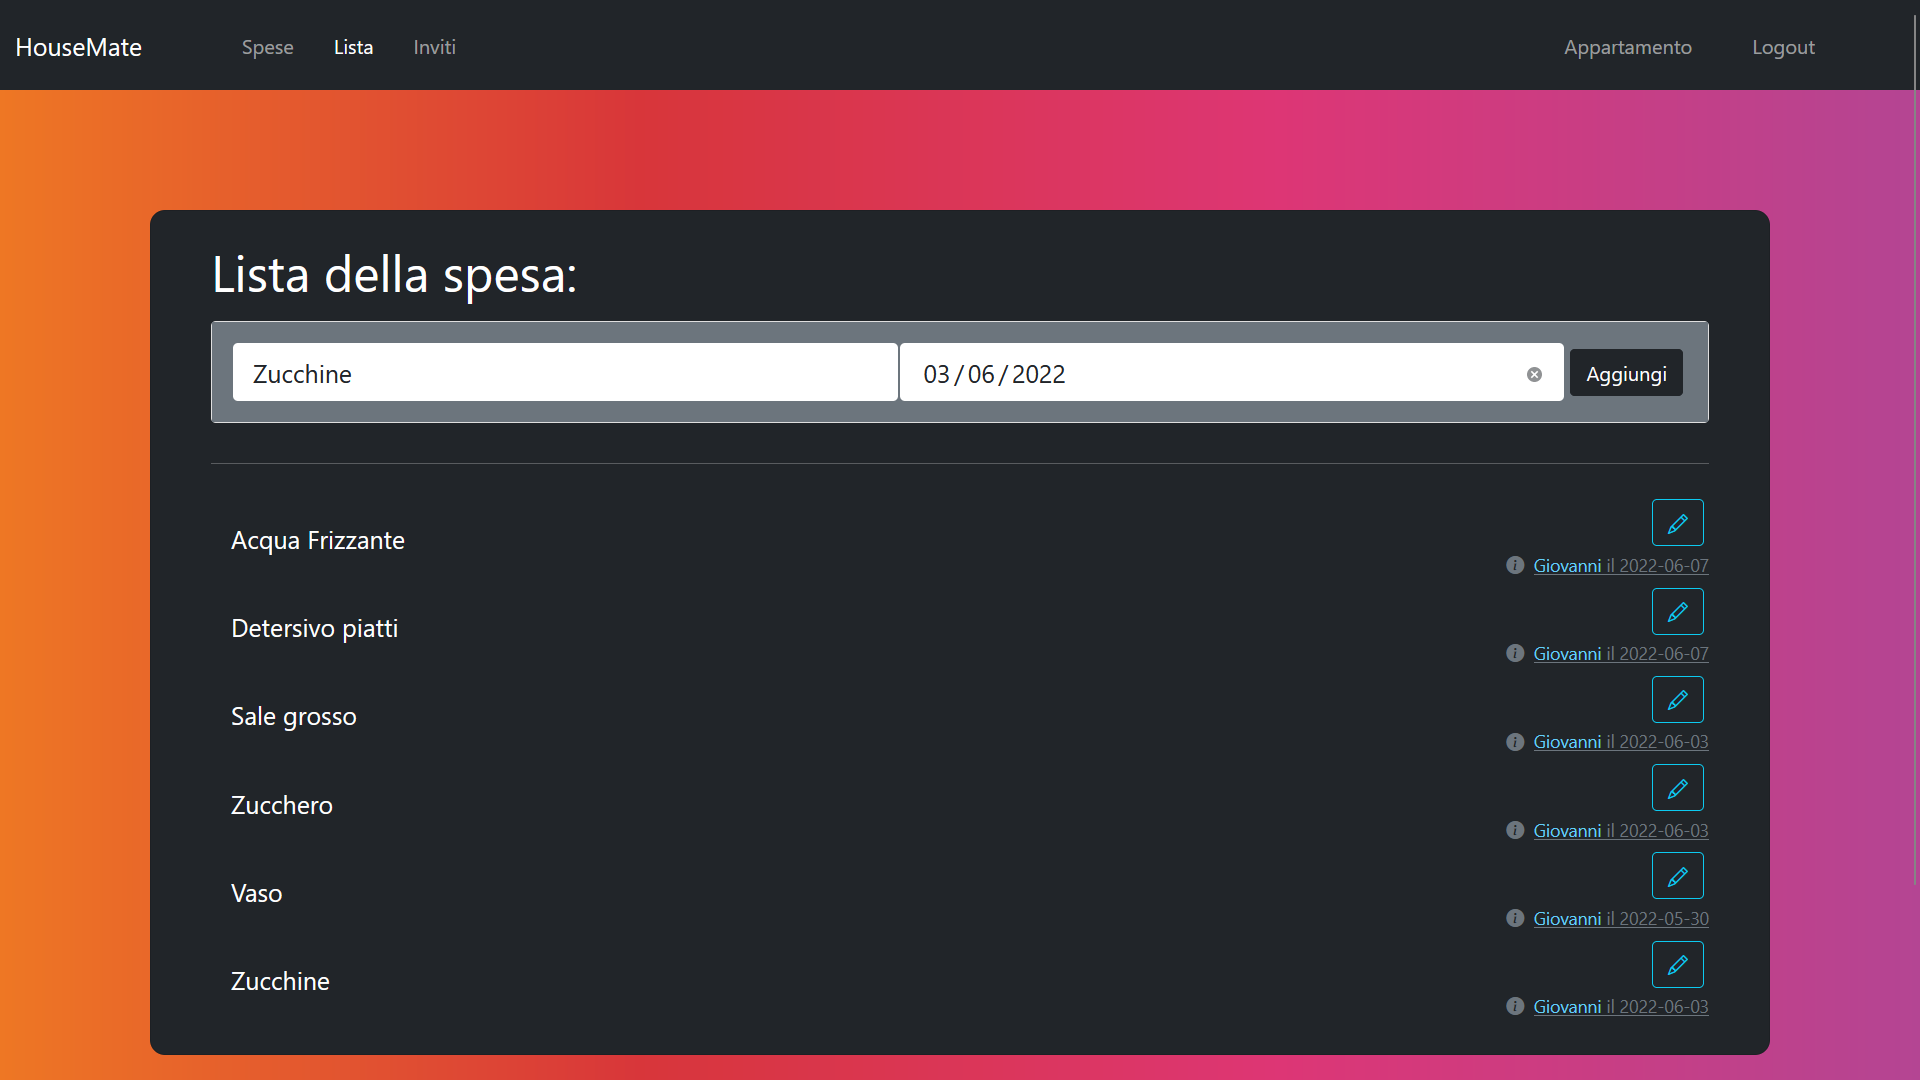 HouseMate Spese Lista Inviti Appartamento Logout
Lista della spesa:
Zucchine 03/06/2022 Aggiungi
Acqua Frizzante
Giovanni il 2022-06-07
Detersivo piatti
Giovanni il 2022-06-07
Sale grosso
Giovanni il 2022-06-03
Zucchero
Giovanni il 2022-06-03
Vaso
Giovanni il 2022-05-30
Zucchine
Giovanni il 2022-06-03